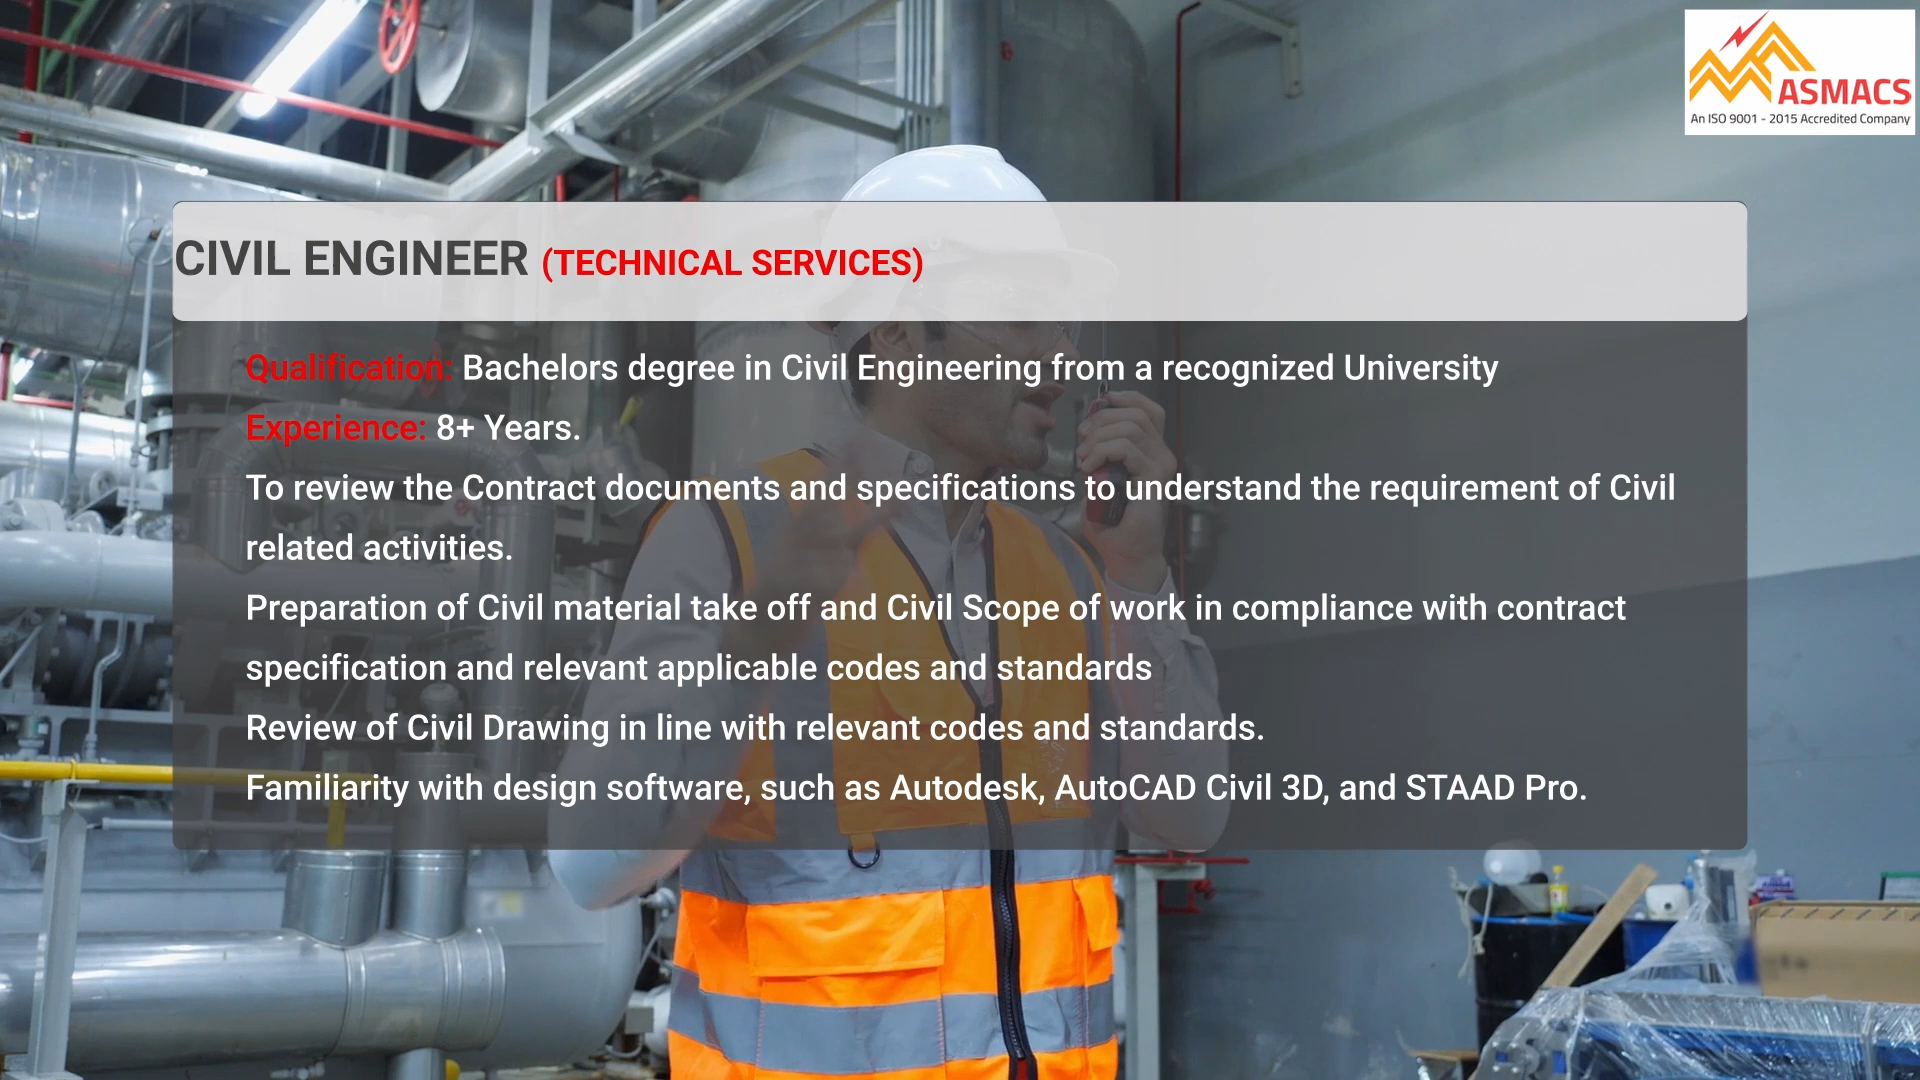 ASMACS
An ISO 9001 - 2015 Accredited Company
CIVIL ENGINEER (TECHNICAL SERVICES)
Qualification: Bachelors degree in Civil Engineering from a recognized University
Experience: 8+ Years.
To review the Contract documents and specifications to understand the requirement of Civil
related activities.
Preparation of Civil material take off and Civil Scope of work in compliance with contract
specification and relevant applicable codes and standards
Review of Civil Drawing in line with relevant codes and standards.
Familiarity with design software, such as Autodesk, AutoCAD Civil 3D, and STAAD Pro.